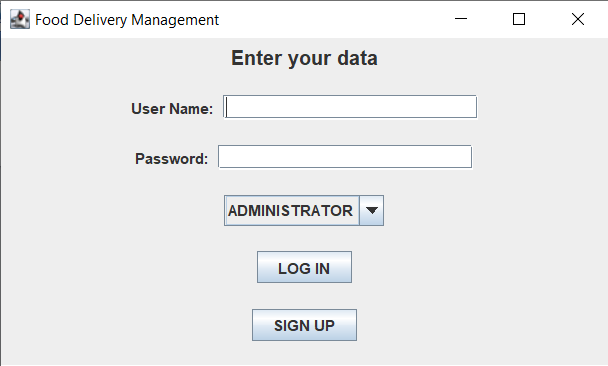 Food Delivery Management
Enter your data
User Name:
Password:
ADMINISTRATOR
LOG IN
SIGN UP